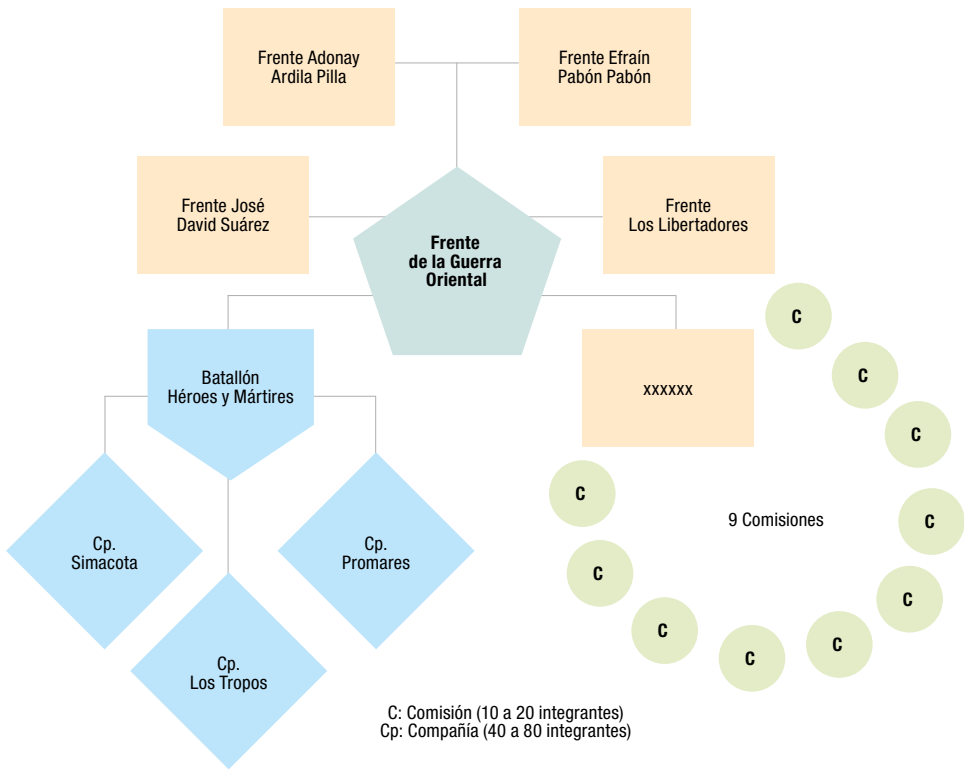 Frente Adonay
Ardila Pilla
Frente Efraín
Pabón Pabón
Frente José
David Suárez
Frente
Los Libertadores
Frente
de la Guerra
Oriental
Batallón
Héroes y Mártires
xxxxxx
C
C
C
C
C
C
C
C
C
C
9 Comisiones
Cp.
Simacota
Cp.
Promares
Cp.
Los Tropos
C: Comisión (10 a 20 integrantes)
Cp: Compañía (40 a 80 integrantes)